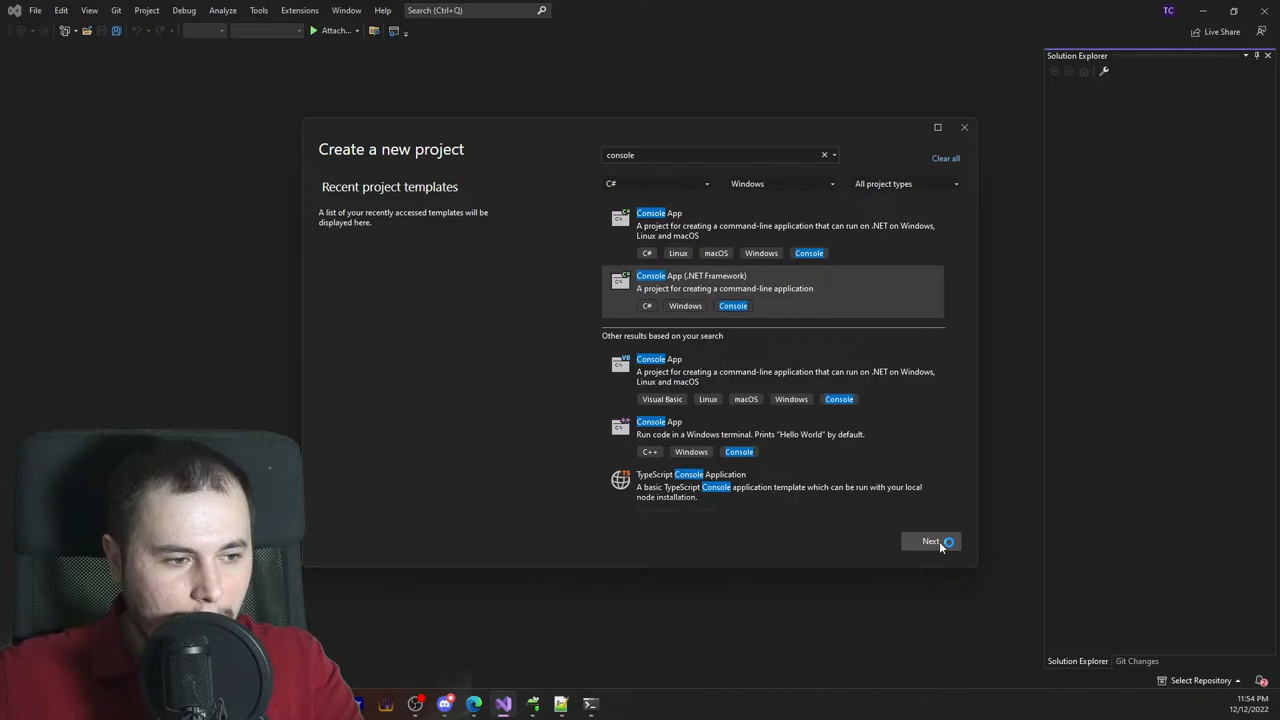 File Edit View Git Project Debug Analyze Tools Extensions Window Help Search (Ctrl+Q) TC
Attach... Live Share
Solution Explorer
Create a new project
console
Clear all
Recent project templates
C# Windows All project types
A list of your recently accessed templates will be
displayed here.
Console App
A project for creating a command-line application that can run on .NET on Windows,
Linux and macOS
C# Linux macOS Windows Console
Console App (.NET Framework)
A project for creating a command-line application
C# Windows Console
Other results based on your search
Console App
A project for creating a command-line application that can run on .NET on Windows,
Linux and macOS
Visual Basic Linux macOS Windows Console
Console App
Run code in a Windows terminal. Prints "Hello World" by default.
C++ Windows Console
TypeScript Console Application
A basic TypeScript Console application template which can be run with your local
node installation.
Next
Solution Explorer Git Changes
Select Repository
11:54 PM
12/12/2022